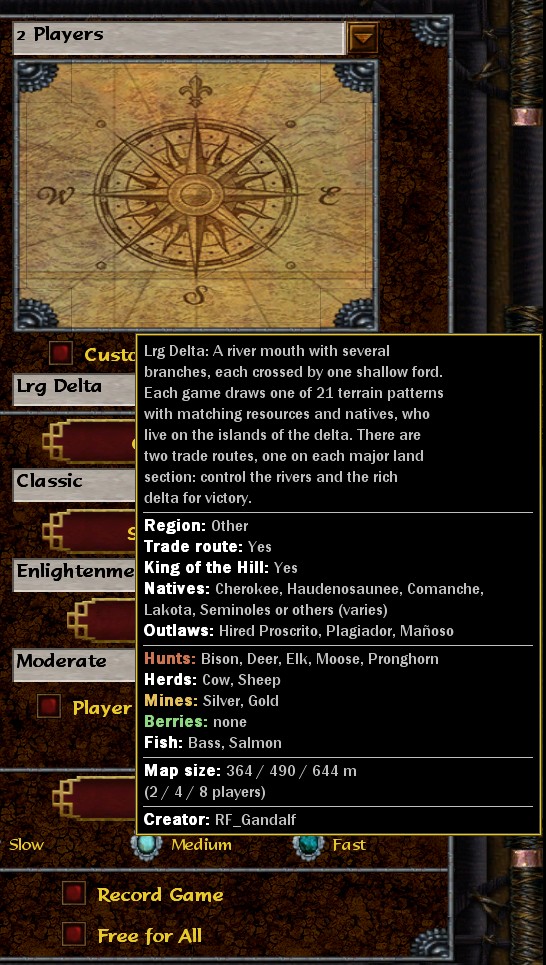 2 Players
W
E
S
Custo
Lrg Delta
Classic
S
Enlightenme
Moderate
Player
Lrg Delta: A river mouth with several
branches, each crossed by one shallow ford.
Each game draws one of 21 terrain patterns
with matching resources and natives, who
live on the islands of the delta. There are
two trade routes, one on each major land
section: control the rivers and the rich
delta for victory.
Region: Other
Trade route: Yes
King of the Hill: Yes
Natives: Cherokee, Haudenosaunee, Comanche,
Lakota, Seminoles or others (varies)
Outlaws: Hired Proscrito, Plagiador, Mañoso
Hunts: Bison, Deer, Elk, Moose, Pronghorn
Herds: Cow, Sheep
Mines: Silver, Gold
Berries: none
Fish: Bass, Salmon
Map size: 364 / 490 / 644 m
(2 / 4 / 8 players)
Creator: RF_Gandalf
Slow Medium Fast
Record Game
Free for All